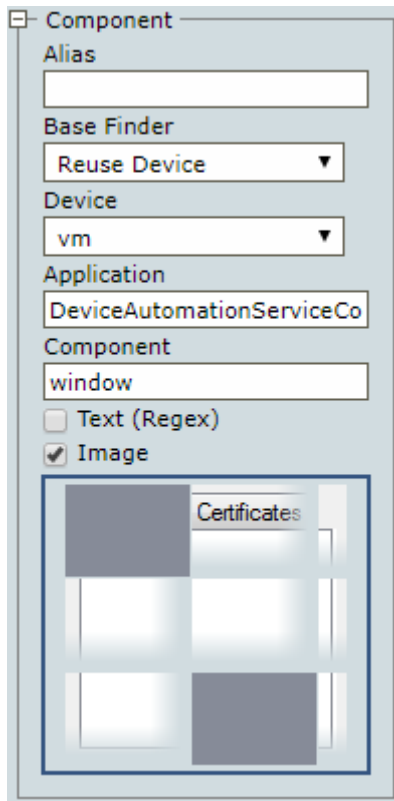 Component
Alias
Base Finder
Reuse Device
Device
vm
Application
DeviceAutomationServiceCo
Component
window
Text (Regex)
Image
Certificates